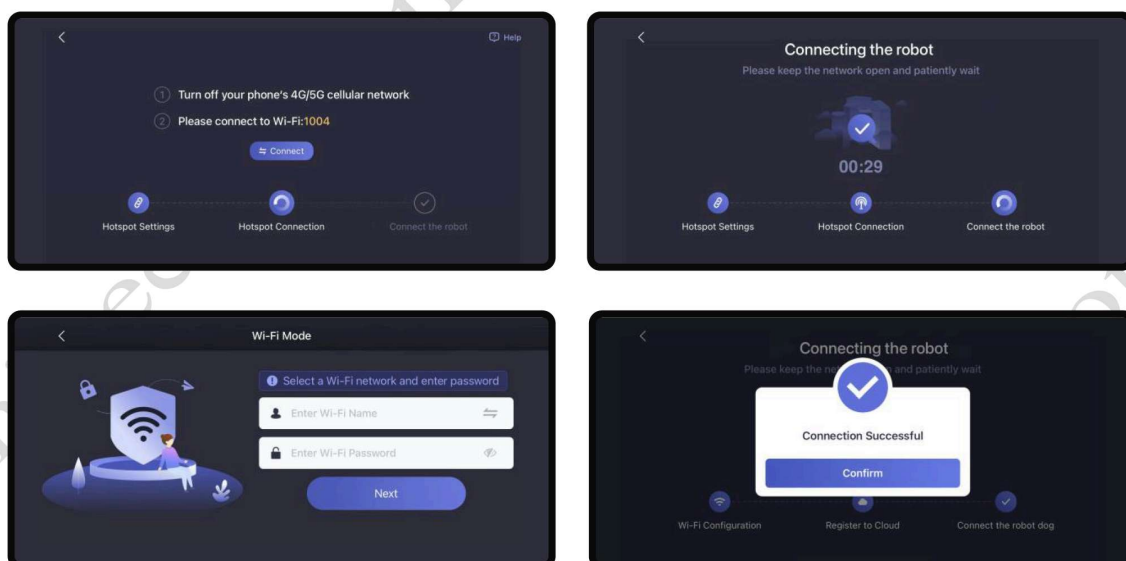 Help
1 Turn off your phone's 4G/5G cellular network
2 Please connect to Wi-Fi:1004
Connect
Hotspot Settings
Hotspot Connection
Connect the robot
Connecting the robot
Please keep the network open and patiently wait
00:29
Hotspot Settings
Hotspot Connection
Connect the robot
Wi-Fi Mode
Select a Wi-Fi network and enter password
Enter Wi-Fi Name
Enter Wi-Fi Password
Next
Connecting the robot
Please keep the ne n and patiently wait
Connection Successful
Confirm
Wi-Fi Configuration
Register to Cloud
Connect the robot dog